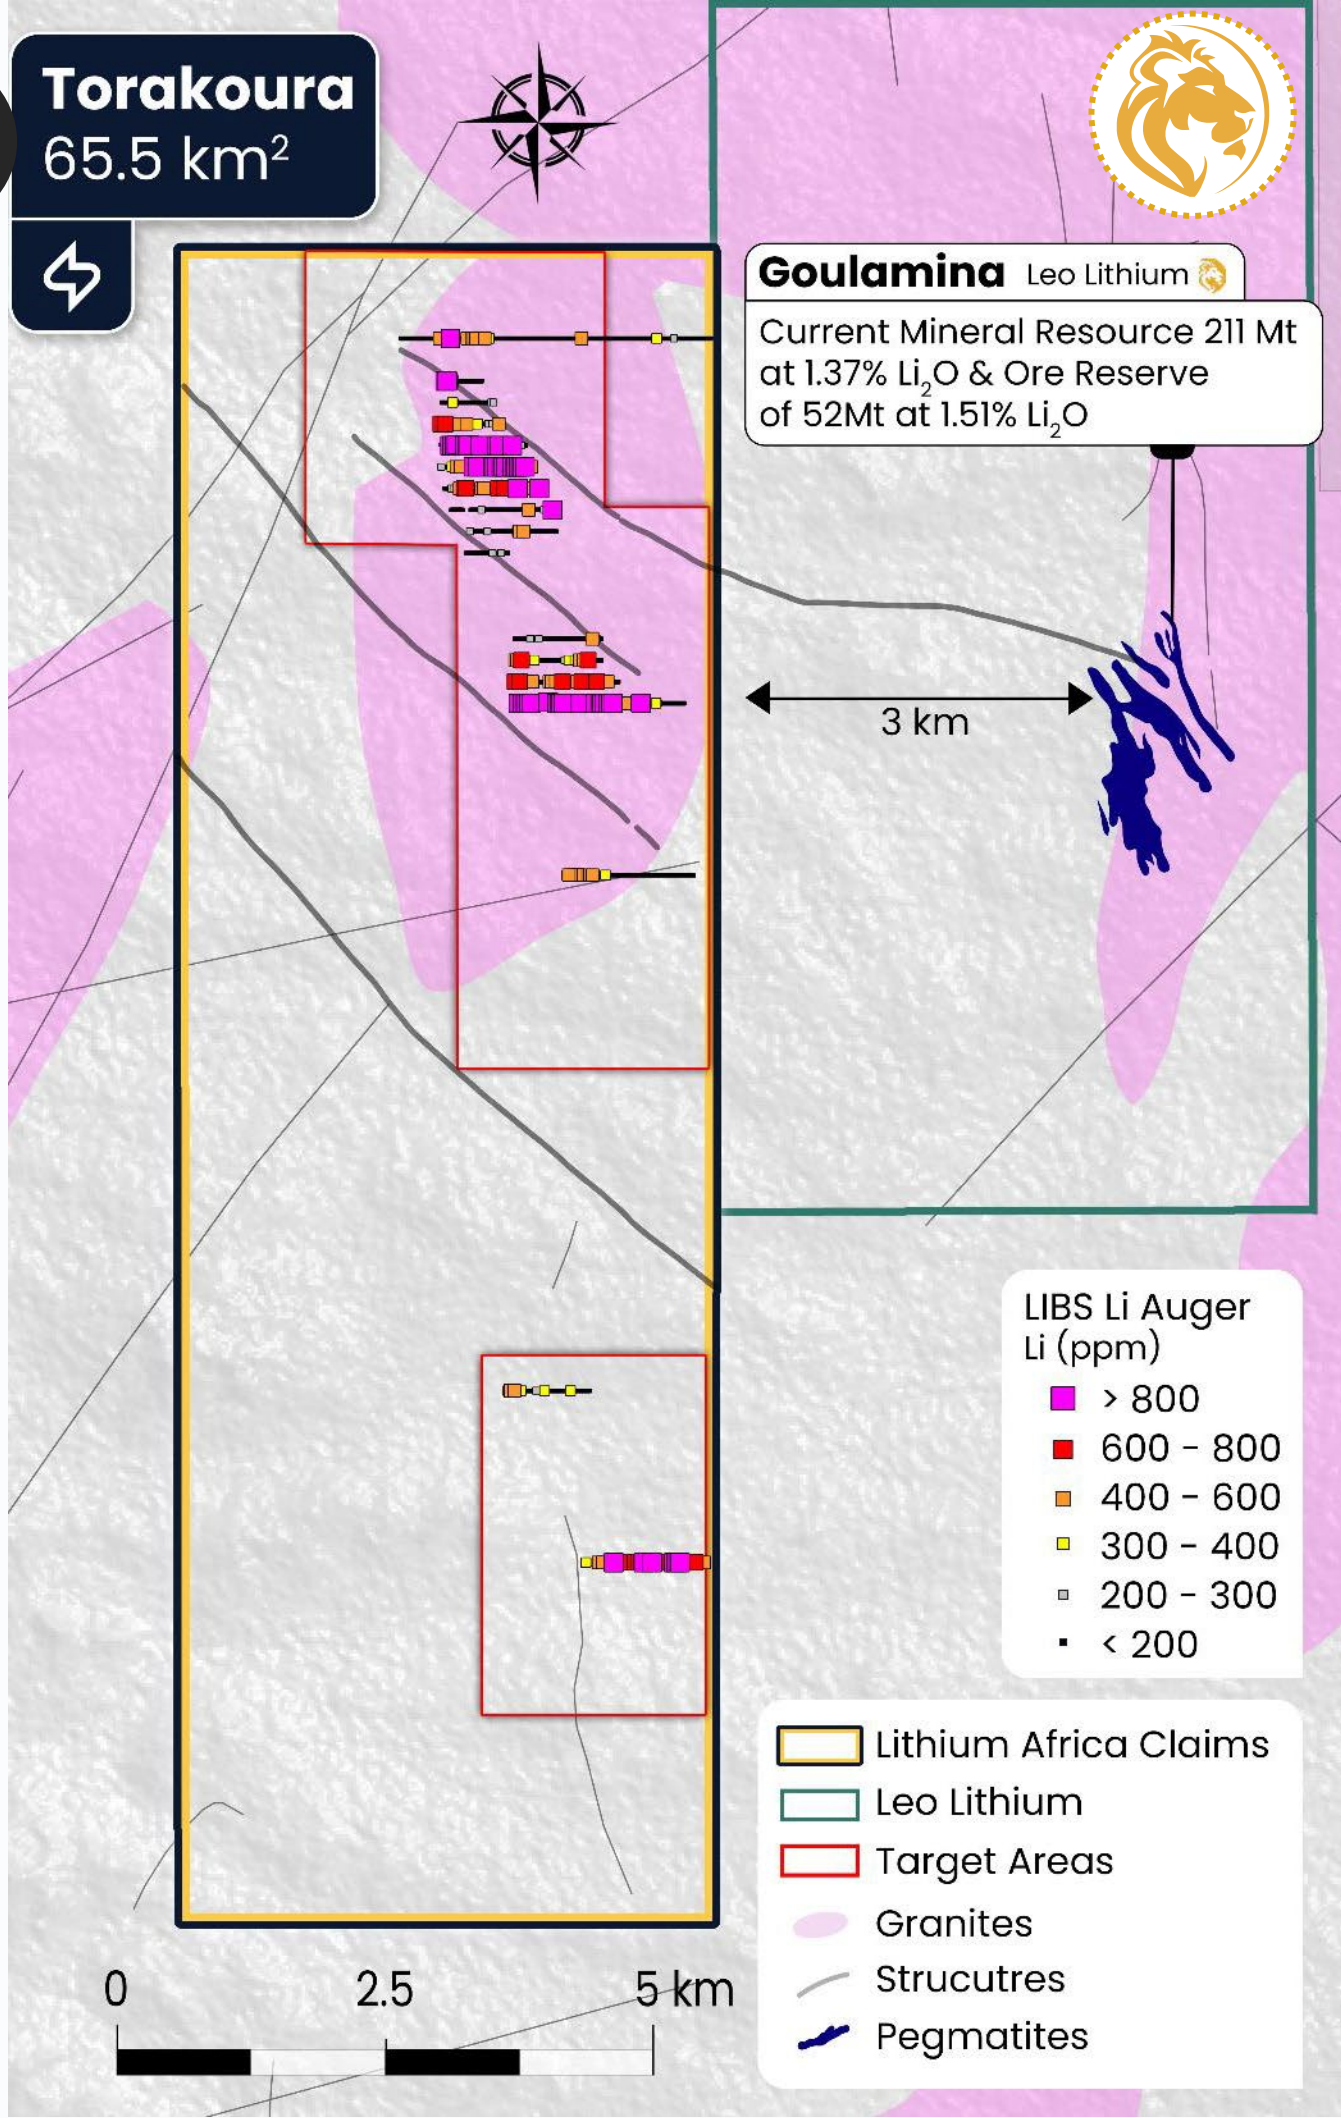 Torakoura
65.5 km²
Goulamina Leo Lithium
Current Mineral Resource 211 Mt
at 1.37% Li₂O & Ore Reserve
of 52Mt at 1.51% Li₂O
3 km
LIBS Li Auger
Li (ppm)
> 800
600 - 800
400 - 600
300 - 400
200 - 300
< 200
Lithium Africa Claims
Leo Lithium
Target Areas
Granites
Strucutres
Pegmatites
0 2.5 5 km